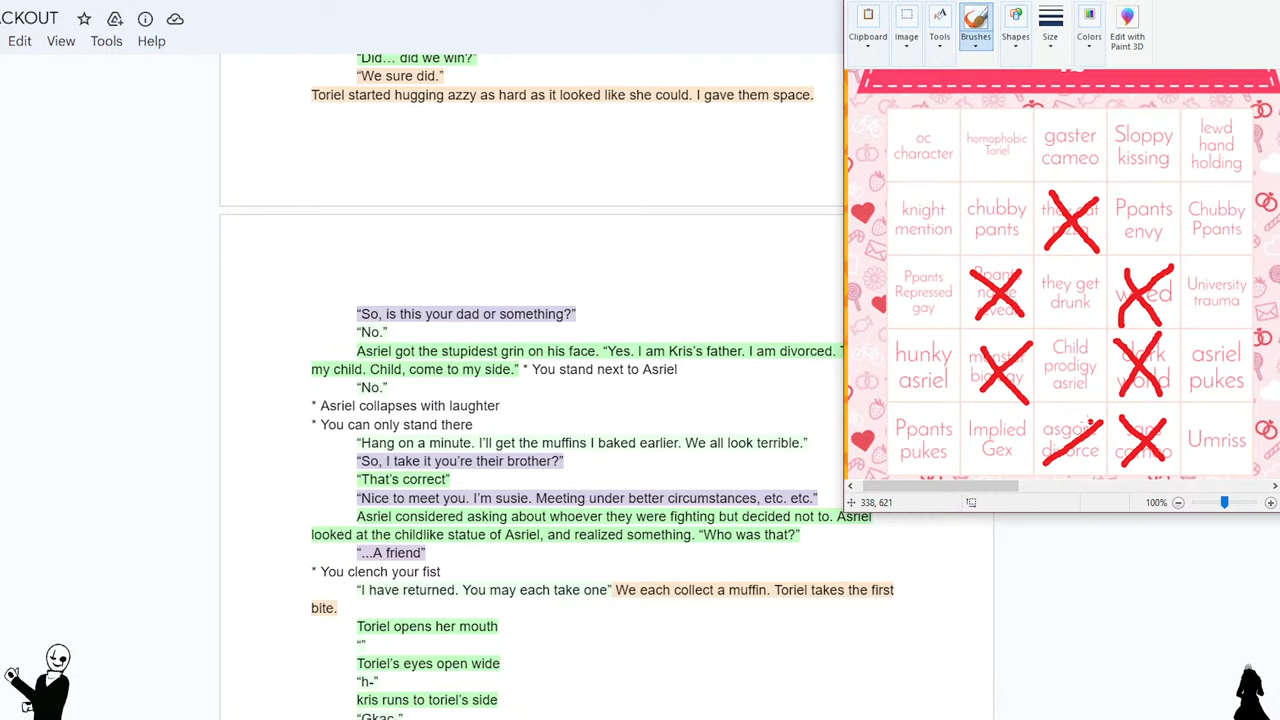 CKOUT
Edit View Tools Help
“Did… did we win?”
“We sure did.”
Toriel started hugging azzy as hard as it looked like she could. I gave them space.
“So, is this your dad or something?”
“No.”
Asriel got the stupidest grin on his face. “Yes. I am Kris’s father. I am divorced.
my child. Child, come to my side.” * You stand next to Asriel
“No.”
* Asriel collapses with laughter
* You can only stand there
“Hang on a minute. I’ll get the muffins I baked earlier. We all look terrible.”
“So, I take it you’re their brother?”
“That’s correct”
“Nice to meet you. I’m susie. Meeting under better circumstances, etc. etc.”
Asriel considered asking about whoever they were fighting but decided not to. Asriel
looked at the childlike statue of Asriel, and realized something. “Who was that?”
“...A friend”
* You clench your fist
“I have returned. You may each take one” We each collect a muffin. Toriel takes the first
bite.
Toriel opens her mouth
“”
Toriel’s eyes open wide
“h-”
kris runs to toriel’s side
“Gkac.”
Clipboard
Image
Tools
Brushes
Shapes
Size
Colors
Edit with
Paint 3D
oc
character
homophobic
Toriel
gaster
cameo
Sloppy
kissing
lewd
hand
holding
knight
mention
chubby
pants
Ppants
envy
Chubby
Ppants
Ppants
Repressed
gay
Ppants
they get
drunk
University
trauma
hunky
asriel
monster
biology
Child
prodigy
asriel
dark
world
asriel
pukes
Ppants
pukes
Implied
Gex
asgore
divorce
sans
cameo
Umriss
338, 621
100%